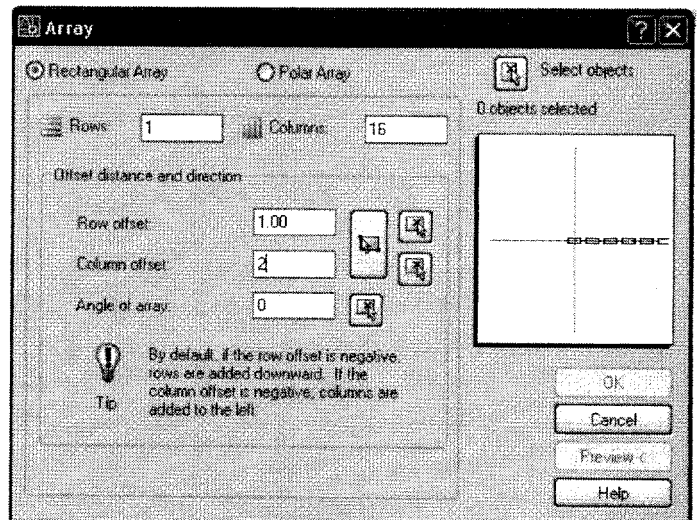 Array
Rectangular Array
Polar Array
Select objects
0 objects selected
Rows: 1
Columns: 16
Offset distance and direction
Row offset: 1.00
Column offset: 2
Angle of array: 0
Tip
By default, if the row offset is negative,
rows are added downward. If the
column offset is negative, columns are
added to the left.
OK
Cancel
Preview <
Help